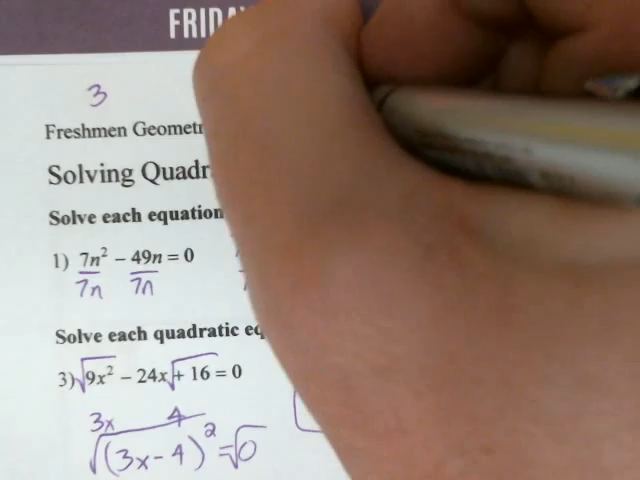 FRIDA
3
Freshmen Geomet
Solving Quadr
Solve each equation
1) 7n² − 49n = 0
7n 7n
Solve each quadratic eq
3) √9x² − 24x √+ 16 = 0
3x 4
√(3x − 4)² = √0